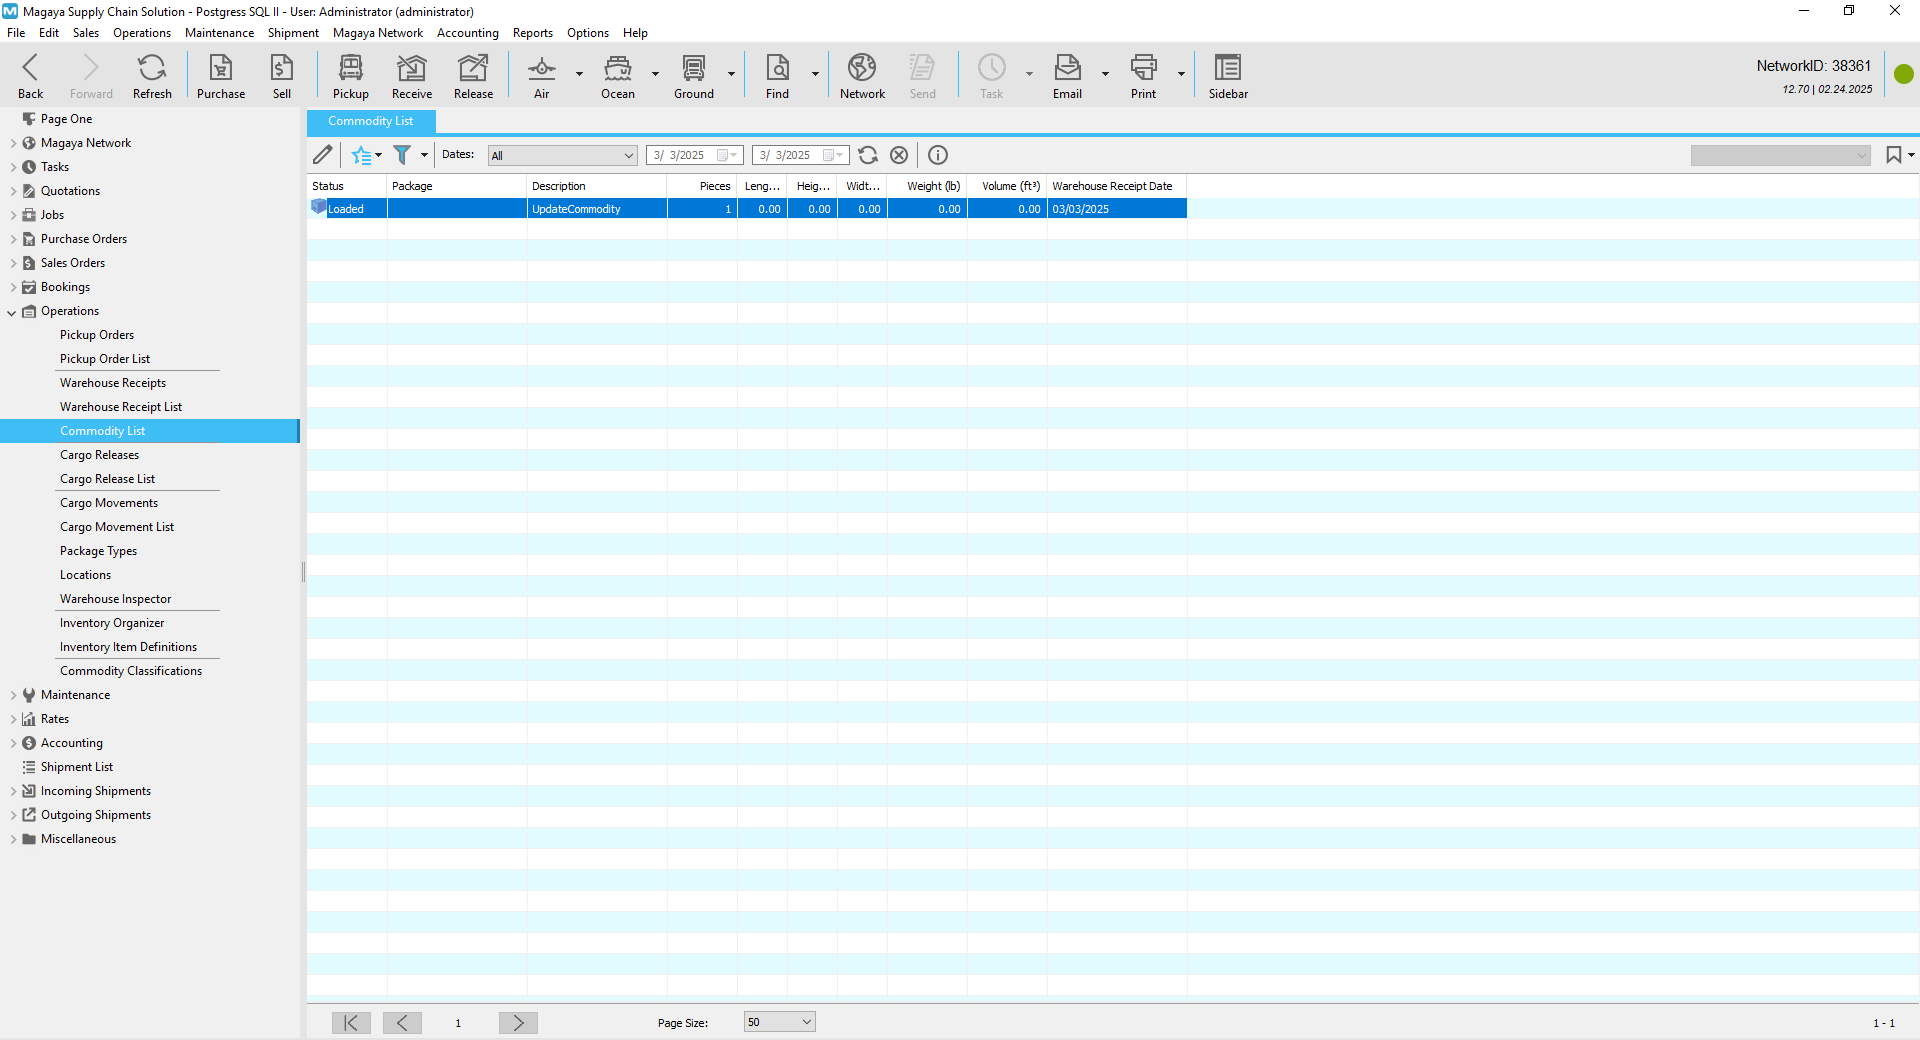 Magaya Supply Chain Solution - Postgress SQL II - User: Administrator (administrator)
File Edit Sales Operations Maintenance Shipment Magaya Network Accounting Reports Options Help
Back Forward Refresh Purchase Sell Pickup Receive Release Air Ocean Ground Find Network Send Task Email Print Sidebar
NetworkID: 38361
12.70 | 02.24.2025
Page One
Magaya Network
Tasks
Quotations
Jobs
Purchase Orders
Sales Orders
Bookings
Operations
Pickup Orders
Pickup Order List
Warehouse Receipts
Warehouse Receipt List
Commodity List
Cargo Releases
Cargo Release List
Cargo Movements
Cargo Movement List
Package Types
Locations
Warehouse Inspector
Inventory Organizer
Inventory Item Definitions
Commodity Classifications
Maintenance
Rates
Accounting
Shipment List
Incoming Shipments
Outgoing Shipments
Miscellaneous
Commodity List
Dates: All 3/ 3/2025 3/ 3/2025
Status Package Description Pieces Leng... Heig... Widt... Weight (lb) Volume (ft³) Warehouse Receipt Date
Loaded UpdateCommodity 1 0.00 0.00 0.00 0.00 0.00 03/03/2025
1 Page Size: 50 1 - 1